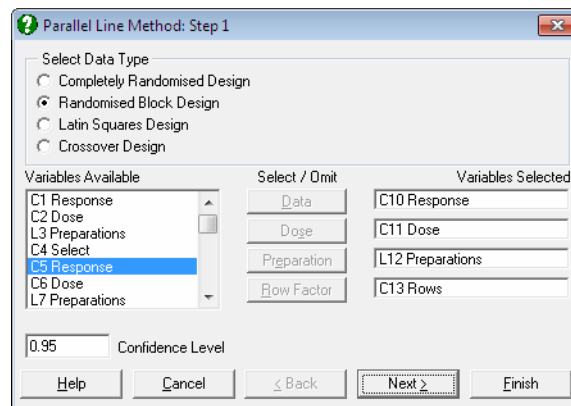 Parallel Line Method: Step 1
Select Data Type
Completely Randomised Design
Randomised Block Design
Latin Squares Design
Crossover Design
Variables Available
Select / Omit
Variables Selected
C1 Response
C2 Dose
L3 Preparations
C4 Select
C5 Response
C6 Dose
L7 Preparations
Data
Dose
Preparation
Row Factor
C10 Response
C11 Dose
L12 Preparations
C13 Rows
0.95 Confidence Level
Help Cancel < Back Next > Finish